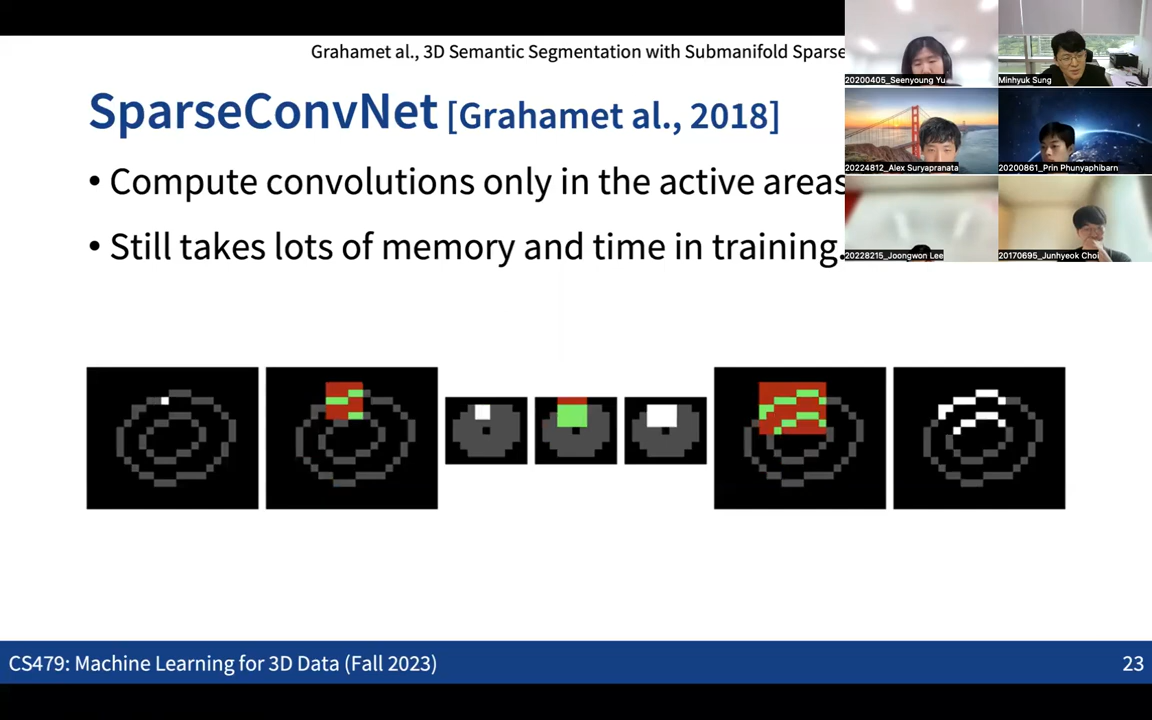 Grahamet al., 3D Semantic Segmentation with Submanifold Sparse
SparseConvNet [Grahamet al., 2018]
• Compute convolutions only in the active areas
• Still takes lots of memory and time in training.
20200405_Seenyoung Yu
Minhyuk Sung
20224812_Alex Suryapranata
20200861_Prin Phunyaphibarn
20228215_Joongwon Lee
20170695_Junhyeok Choi
CS479: Machine Learning for 3D Data (Fall 2023)
23